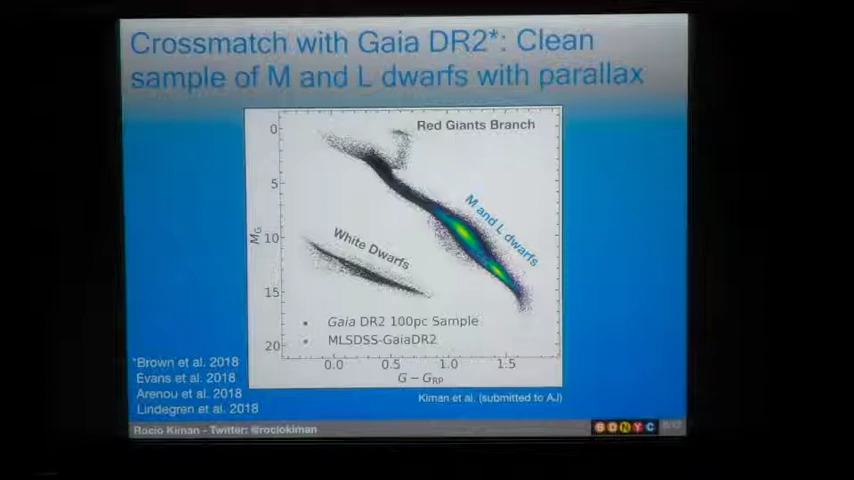 Crossmatch with Gaia DR2*: Clean
sample of M and L dwarfs with parallax
Red Giants Branch
M and L dwarfs
White Dwarfs
0
5
10
15
20
M_G
Gaia DR2 100pc Sample
MLSDSS-GaiaDR2
0.0 0.5 1.0 1.5
G − G_RP
*Brown et al. 2018
Evans et al. 2018
Arenou et al. 2018
Lindegren et al. 2018
Kiman et al. (submitted to AJ)
Rocio Kiman - Twitter: @rociokiman
BDNYC